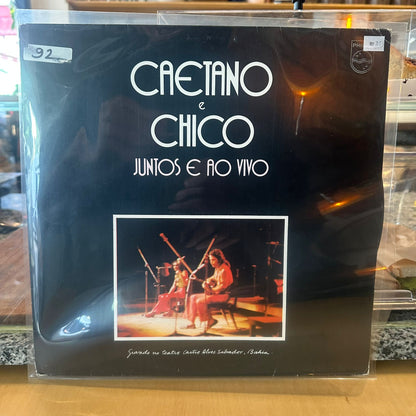 92
CAETANO
e
CHICO
JUNTOS E AO VIVO
Gravado no teatro Castro Alves Salvador, Bahia